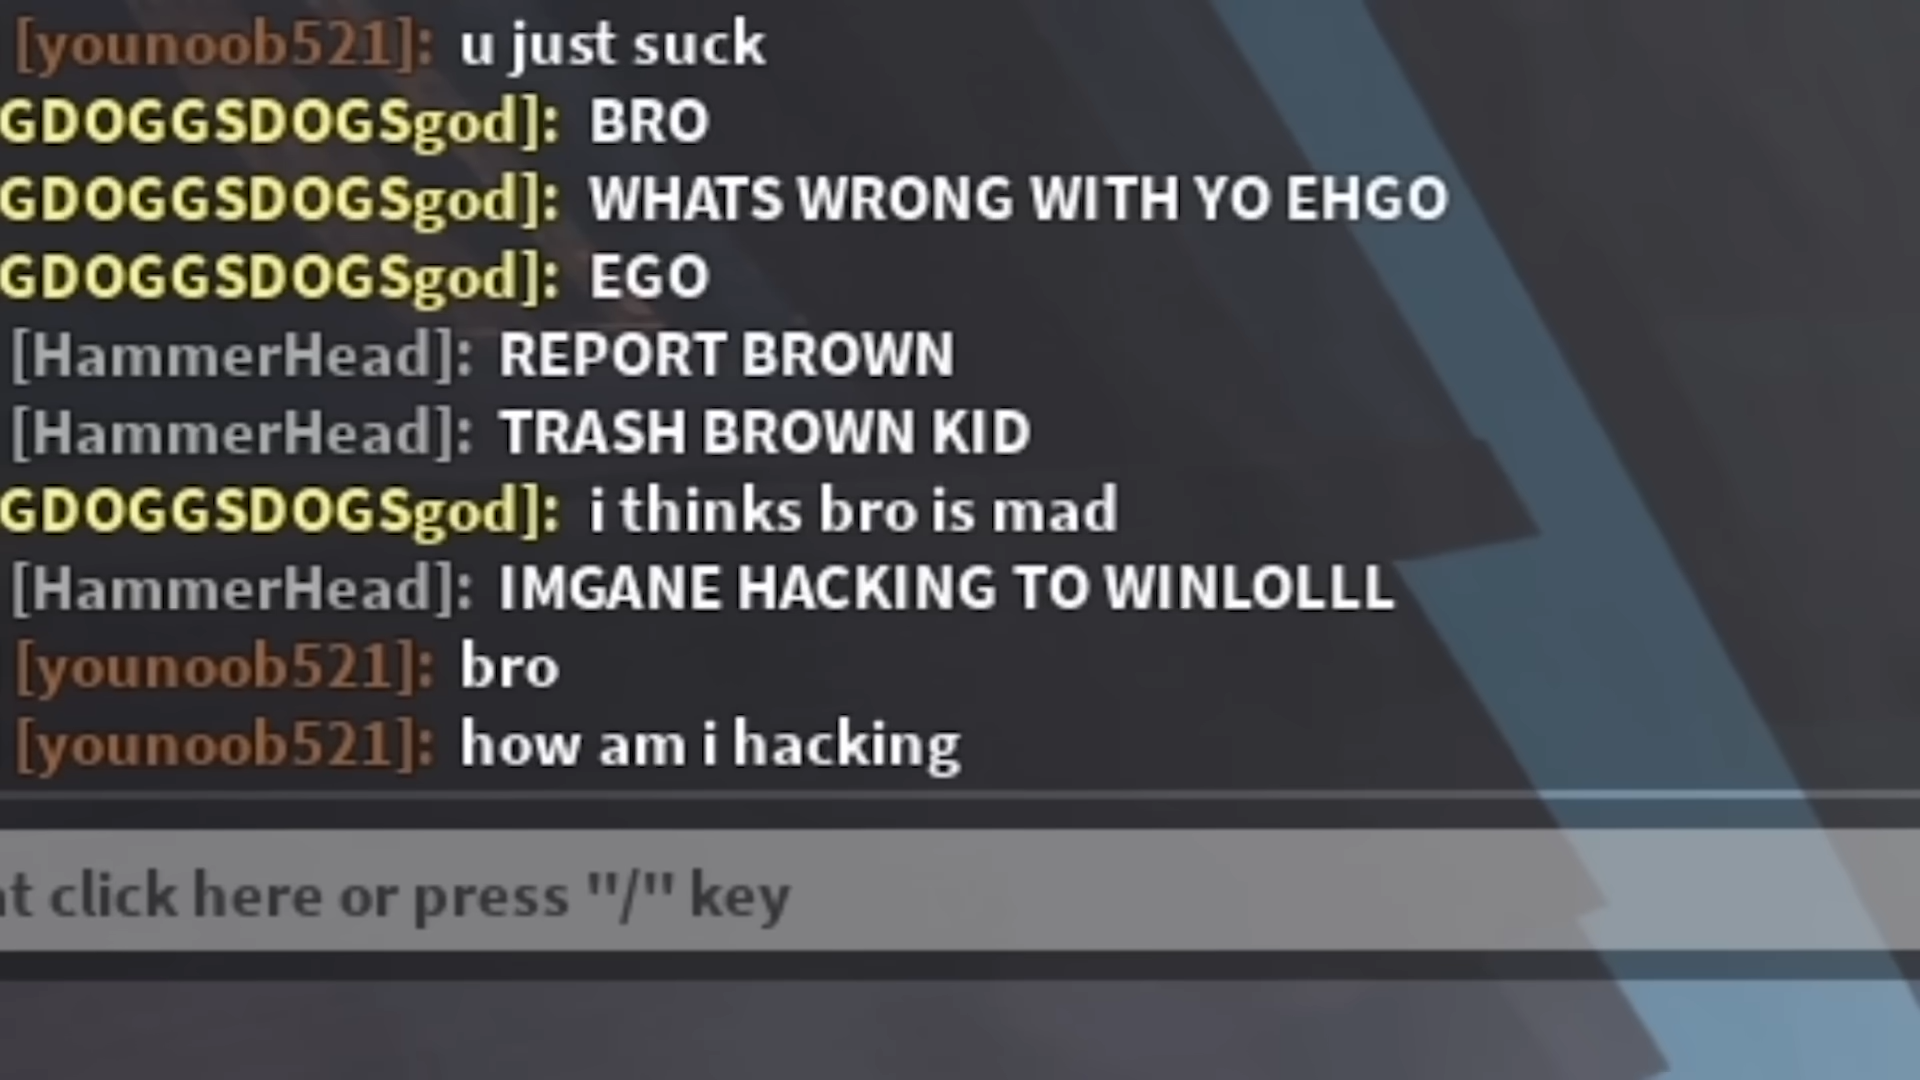 [younoob521]: u just suck
GDOGGSDOGSgod]: BRO
GDOGGSDOGSgod]: WHATS WRONG WITH YO EHGO
GDOGGSDOGSgod]: EGO
[HammerHead]: REPORT BROWN
[HammerHead]: TRASH BROWN KID
GDOGGSDOGSgod]: i thinks bro is mad
[HammerHead]: IMGANE HACKING TO WINLOLLL
[younoob521]: bro
[younoob521]: how am i hacking
at click here or press "/" key